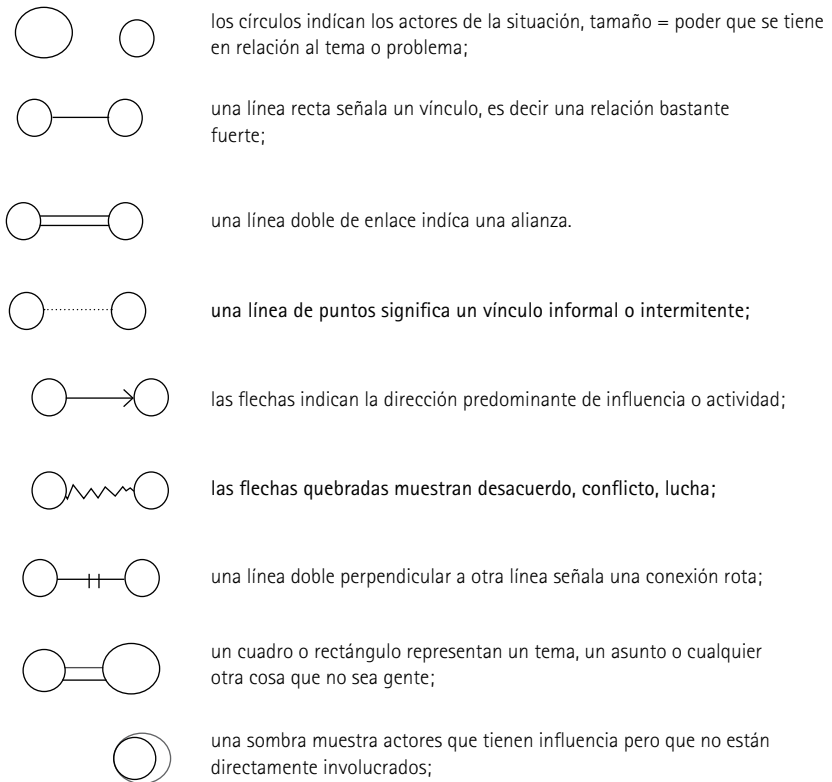 los círculos indícan los actores de la situación, tamaño = poder que se tiene
en relación al tema o problema;
una línea recta señala un vínculo, es decir una relación bastante
fuerte;
una línea doble de enlace indíca una alianza.
una línea de puntos significa un vínculo informal o intermitente;
las flechas indican la dirección predominante de influencia o actividad;
las flechas quebradas muestran desacuerdo, conflicto, lucha;
una línea doble perpendicular a otra línea señala una conexión rota;
un cuadro o rectángulo representan un tema, un asunto o cualquier
otra cosa que no sea gente;
una sombra muestra actores que tienen influencia pero que no están
directamente involucrados;